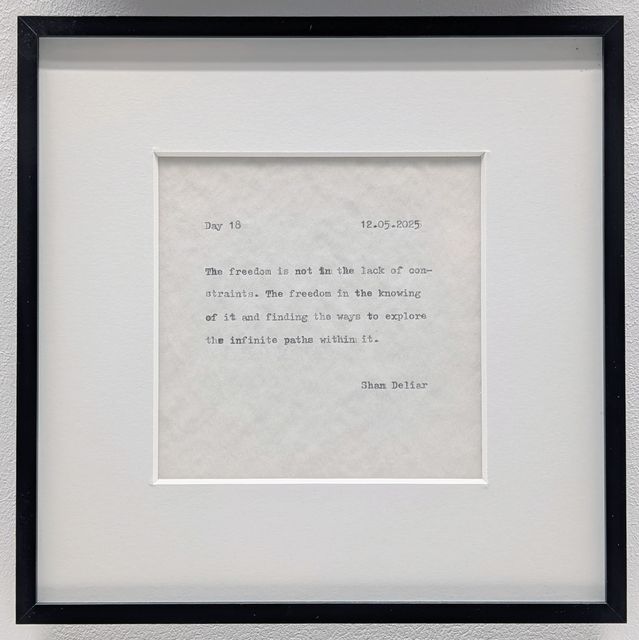 Day 18 12.05.2025
The freedom is not in the lack of con-
straints. The freedom in the knowing
of it and finding the ways to explore
the infinite paths within it.
Sham Deliar